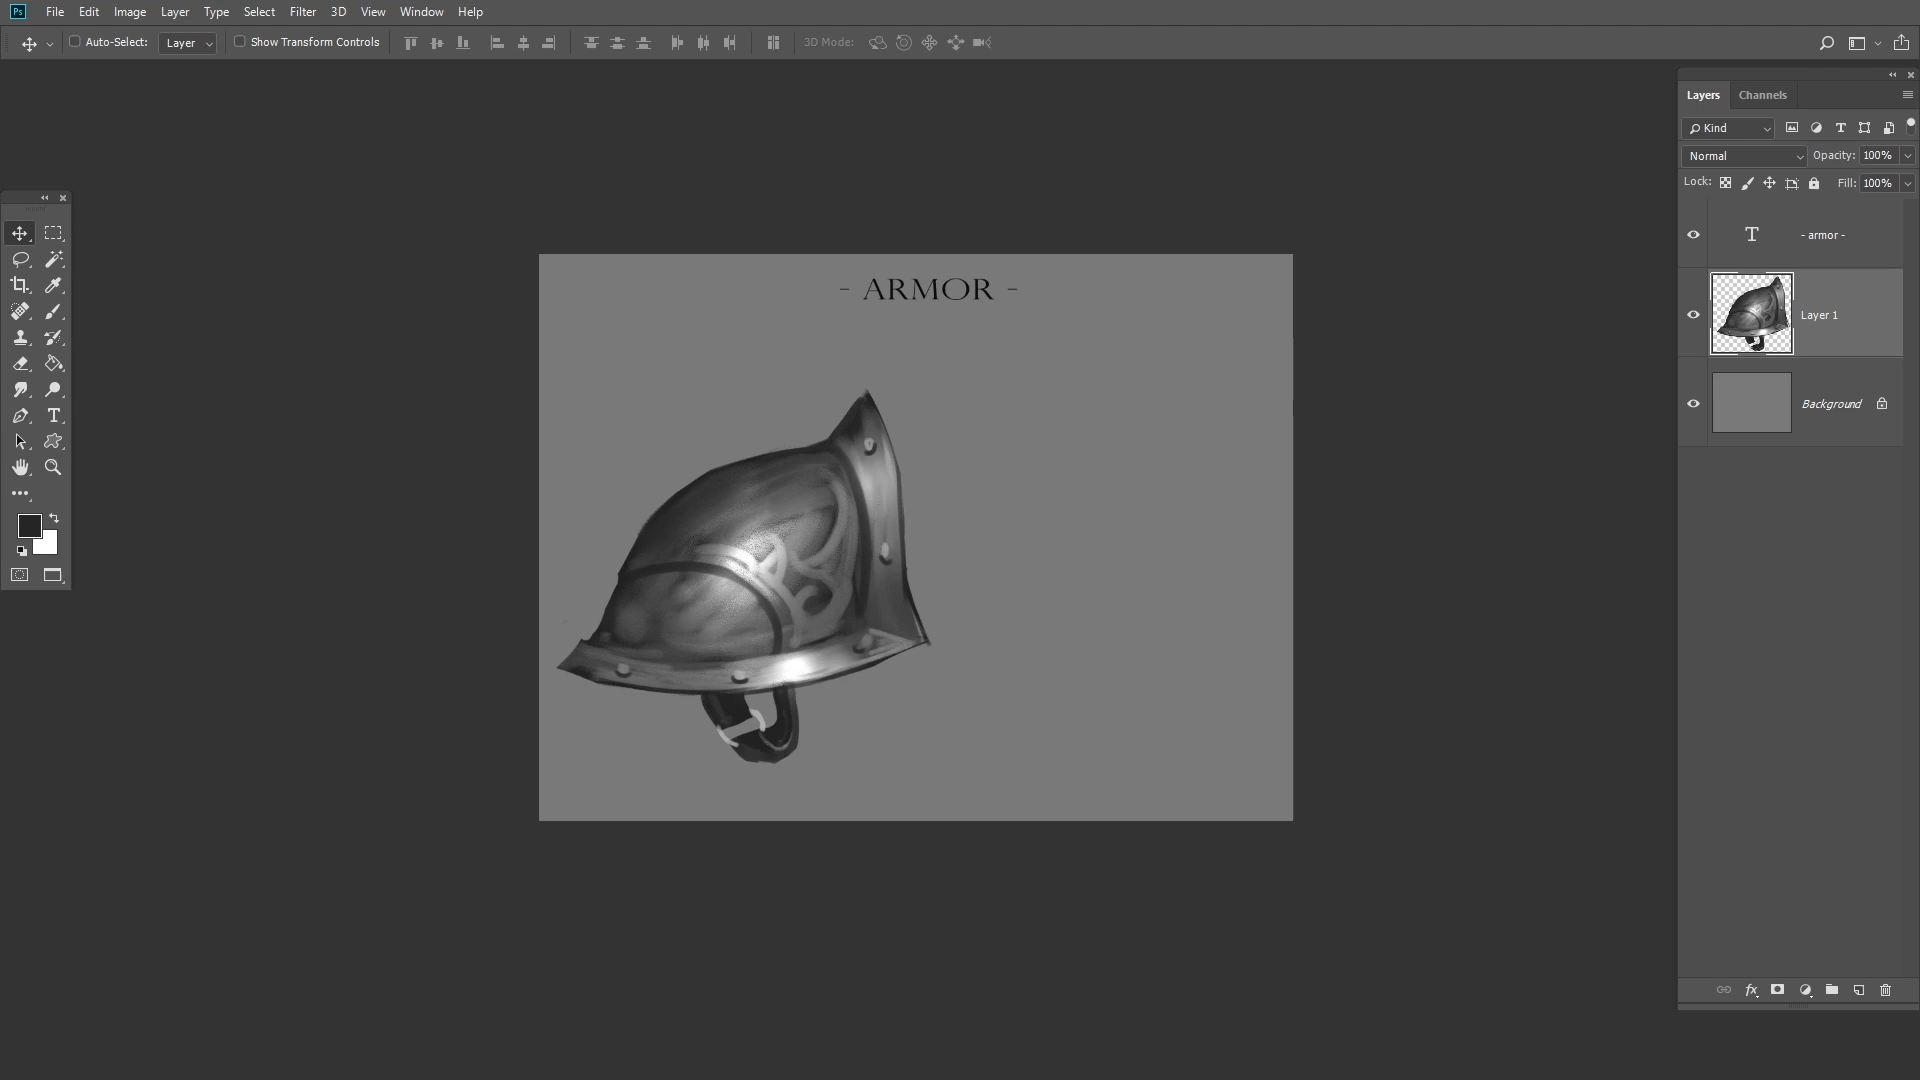 Ps File Edit Image Layer Type Select Filter 3D View Window Help
Auto-Select: Layer Show Transform Controls 3D Mode:
Layers Channels
Kind
Normal Opacity: 100%
Lock: Fill: 100%
- armor -
- ARMOR -
Layer 1
Background